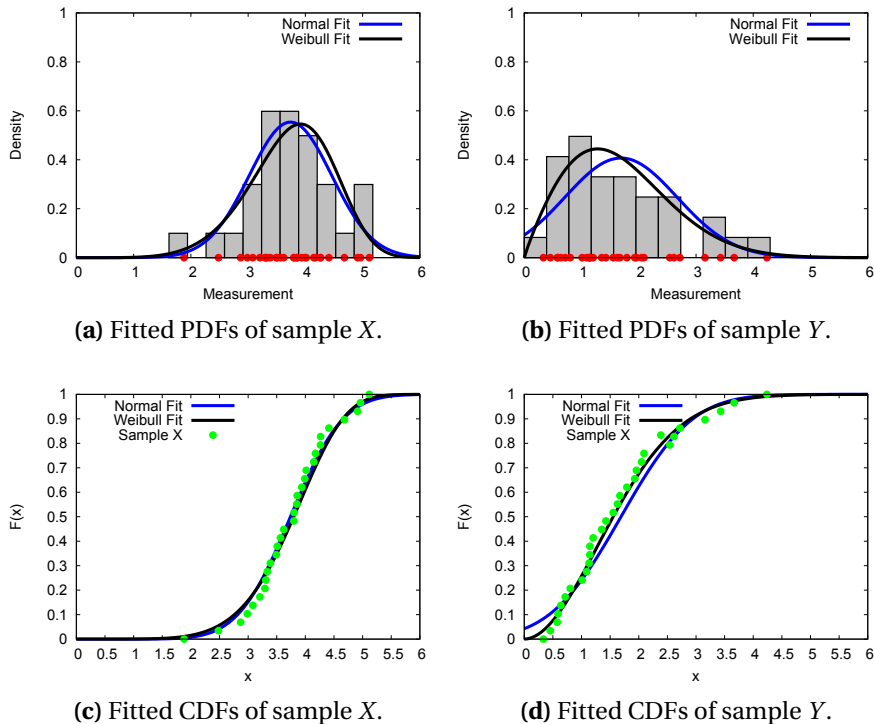 Normal Fit
Weibull Fit
Density
1
0.8
0.6
0.4
0.2
0
0 1 2 3 4 5 6
Measurement
(a) Fitted PDFs of sample X.
Normal Fit
Weibull Fit
Density
1
0.8
0.6
0.4
0.2
0
0 1 2 3 4 5 6
Measurement
(b) Fitted PDFs of sample Y.
Normal Fit
Weibull Fit
Sample X
F(x)
1
0.9
0.8
0.7
0.6
0.5
0.4
0.3
0.2
0.1
0
0 0.5 1 1.5 2 2.5 3 3.5 4 4.5 5 5.5 6
x
(c) Fitted CDFs of sample X.
Normal Fit
Weibull Fit
Sample X
F(x)
1
0.9
0.8
0.7
0.6
0.5
0.4
0.3
0.2
0.1
0
0 0.5 1 1.5 2 2.5 3 3.5 4 4.5 5 5.5 6
x
(d) Fitted CDFs of sample Y.